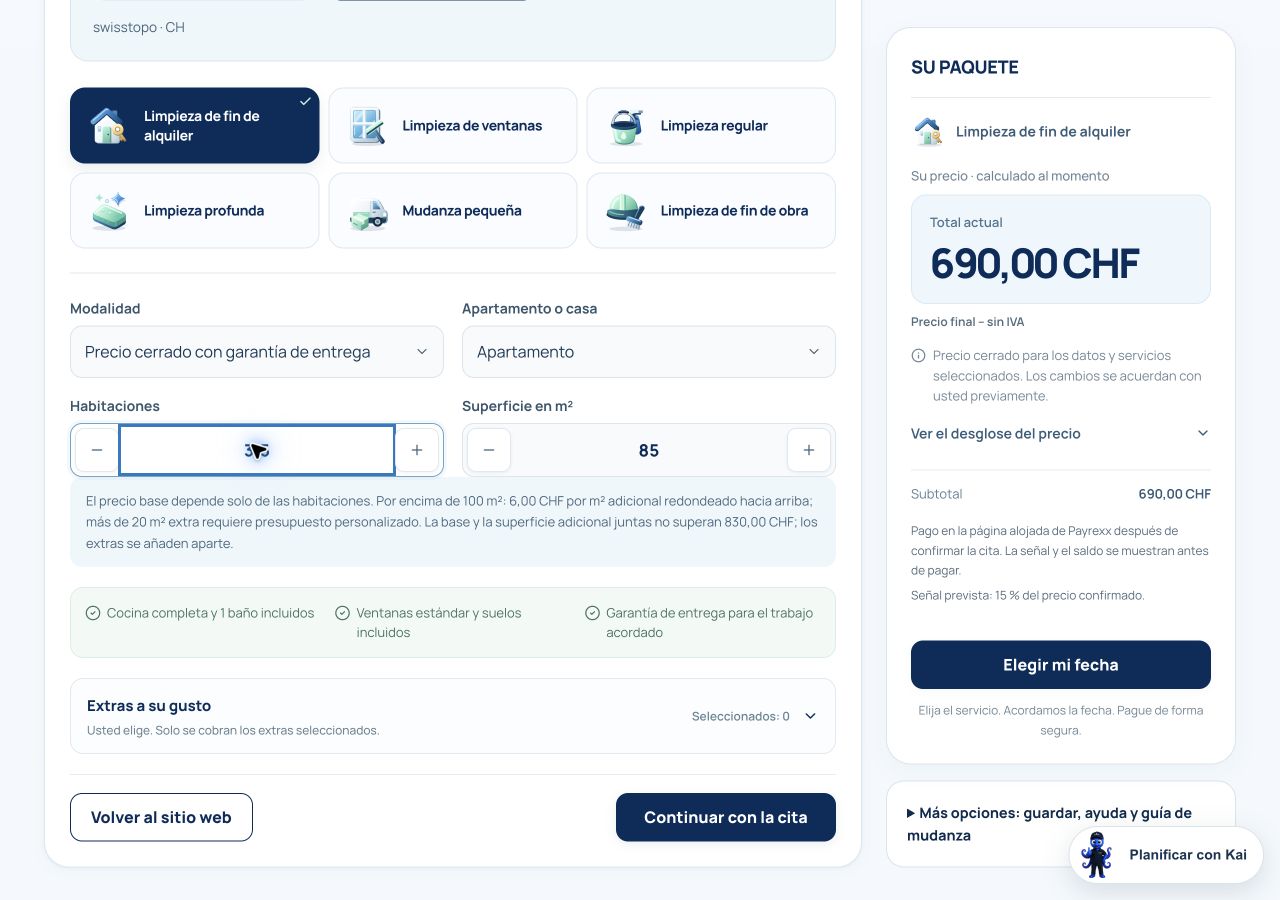 swisstopo · CH
Limpieza de fin de
alquiler
Limpieza de ventanas
Limpieza regular
Limpieza profunda
Mudanza pequeña
Limpieza de fin de obra
Modalidad
Apartamento o casa
Precio cerrado con garantía de entrega
Apartamento
Habitaciones
Superficie en m²
85
El precio base depende solo de las habitaciones. Por encima de 100 m²: 6,00 CHF por m² adicional redondeado hacia arriba;
más de 20 m² extra requiere presupuesto personalizado. La base y la superficie adicional juntas no superan 830,00 CHF; los
extras se añaden aparte.
Cocina completa y 1 baño incluidos
Ventanas estándar y suelos
incluidos
Garantía de entrega para el trabajo
acordado
Extras a su gusto
Usted elige. Solo se cobran los extras seleccionados.
Seleccionados: 0
Volver al sitio web
Continuar con la cita
SU PAQUETE
Limpieza de fin de alquiler
Su precio · calculado al momento
Total actual
690,00 CHF
Precio final – sin IVA
Precio cerrado para los datos y servicios
seleccionados. Los cambios se acuerdan con
usted previamente.
Ver el desglose del precio
Subtotal
690,00 CHF
Pago en la página alojada de Payrexx después de
confirmar la cita. La señal y el saldo se muestran antes
de pagar.
Señal prevista: 15 % del precio confirmado.
Elegir mi fecha
Elija el servicio. Acordamos la fecha. Pague de forma
segura.
Más opciones: guardar, ayuda y guía de
mudanza
Planificar con Kai